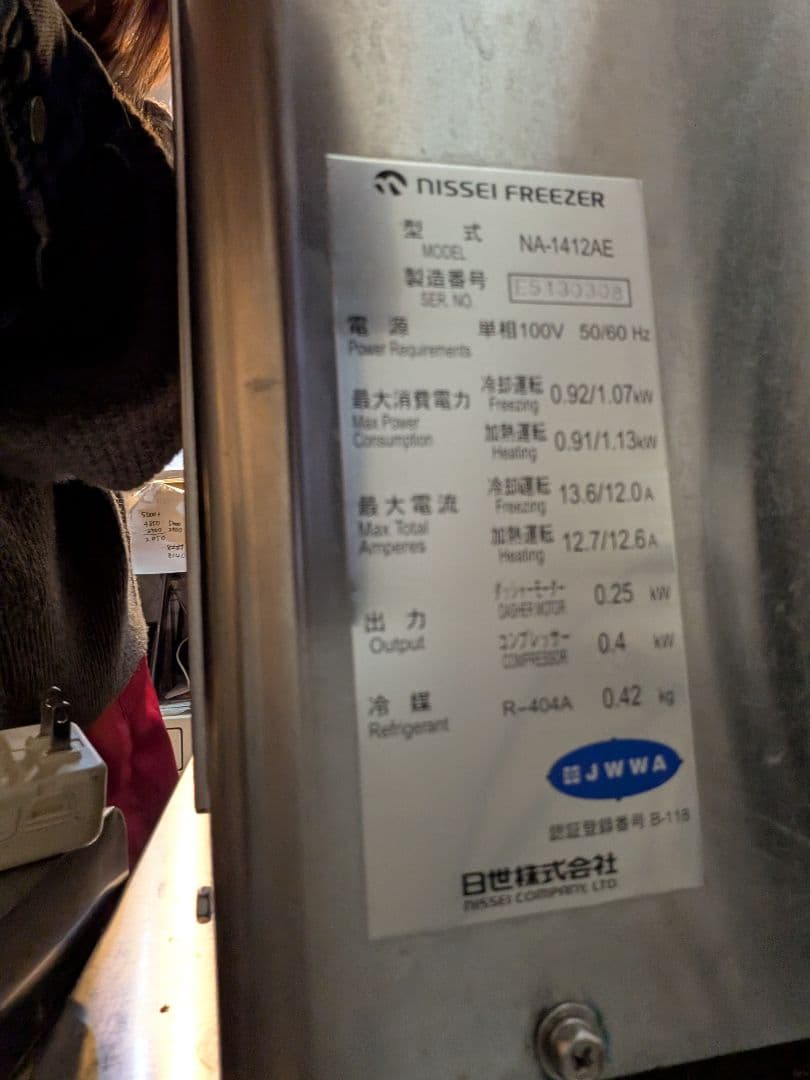 NISSEI FREEZER
型式 NA-1412AE
MODEL
製造番号 E5130308
SER. NO.
電源 単相100V 50/60 Hz
Power Requirements
最大消費電力 冷却運転 0.92/1.07kW
Max Power Freezing
Consumption 加熱運転 0.91/1.13kW
Heating
最大電流 冷却運転 13.6/12.0A
Max Total Freezing
Amperes 加熱運転 12.7/12.6A
Heating
出力 ダッシャーモーター 0.25 kW
Output DASHER MOTOR
コンプレッサー 0.4 kW
COMPRESSOR
冷媒 R-404A 0.42 kg
Refrigerant
JWWA
認証登録番号 B-118
日世株式会社
NISSEI COMPANY, LTD.